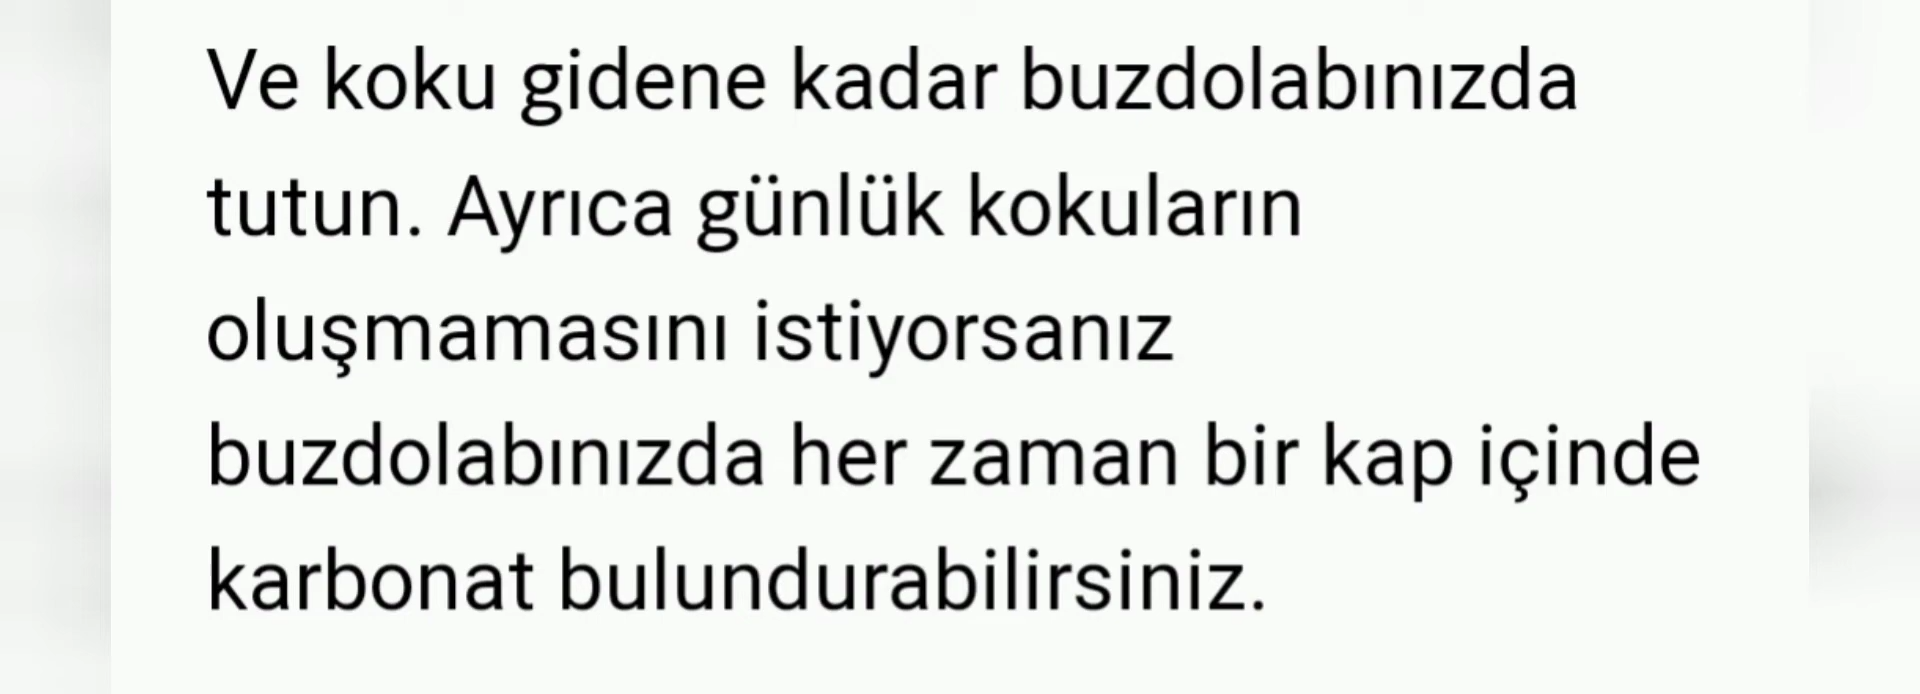 Ve koku gidene kadar buzdolabınızda
tutun. Ayrıca günlük kokuların
oluşmamasını istiyorsanız
buzdolabınızda her zaman bir kap içinde
karbonat bulundurabilirsiniz.